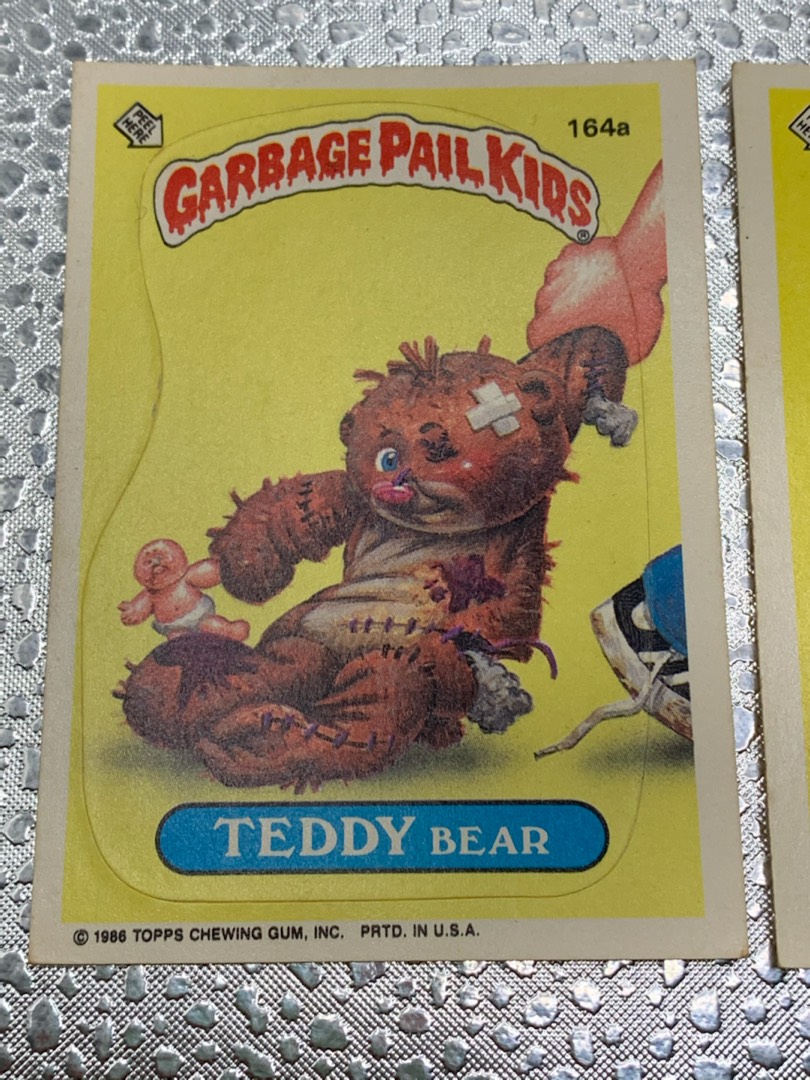 PEEL
HERE
164a
GARBAGE PAIL KIDS®
TEDDY BEAR
© 1986 TOPPS CHEWING GUM, INC. PRTD. IN U.S.A.